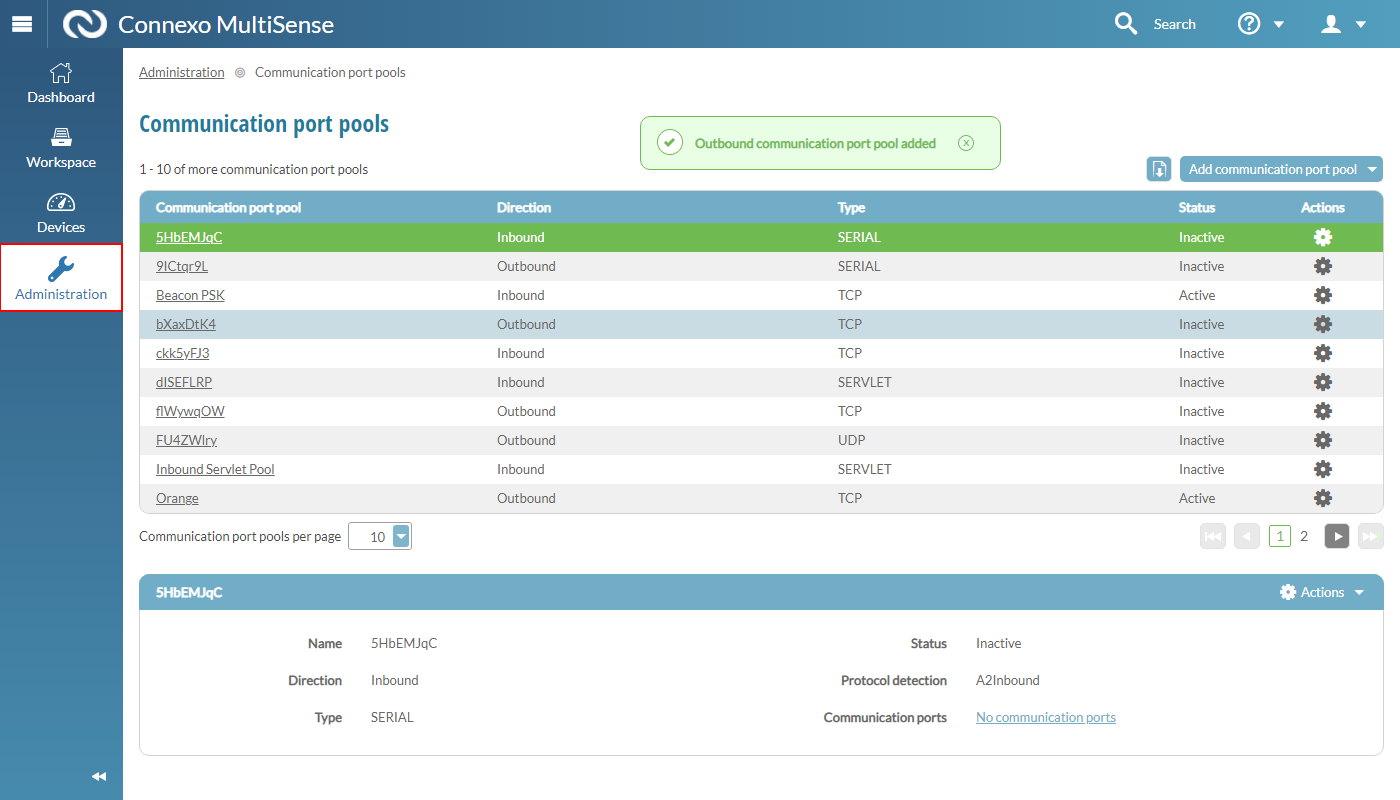 Connexo MultiSense
Search
Dashboard
Workspace
Devices
Administration
Administration Communication port pools
Communication port pools
Outbound communication port pool added
1 - 10 of more communication port pools
Add communication port pool
Communication port pool Direction Type Status Actions
5HbEMJqC Inbound SERIAL Inactive
9ICtqr9L Outbound SERIAL Inactive
Beacon PSK Inbound TCP Active
bXaxDtK4 Outbound TCP Inactive
ckk5yFJ3 Inbound TCP Inactive
dISEFLRP Inbound SERVLET Inactive
flWywqOW Outbound TCP Inactive
FU4ZWlry Outbound UDP Inactive
Inbound Servlet Pool Inbound SERVLET Inactive
Orange Outbound TCP Active
Communication port pools per page 10
1 2
5HbEMJqC Actions
Name 5HbEMJqC Status Inactive
Direction Inbound Protocol detection A2Inbound
Type SERIAL Communication ports No communication ports